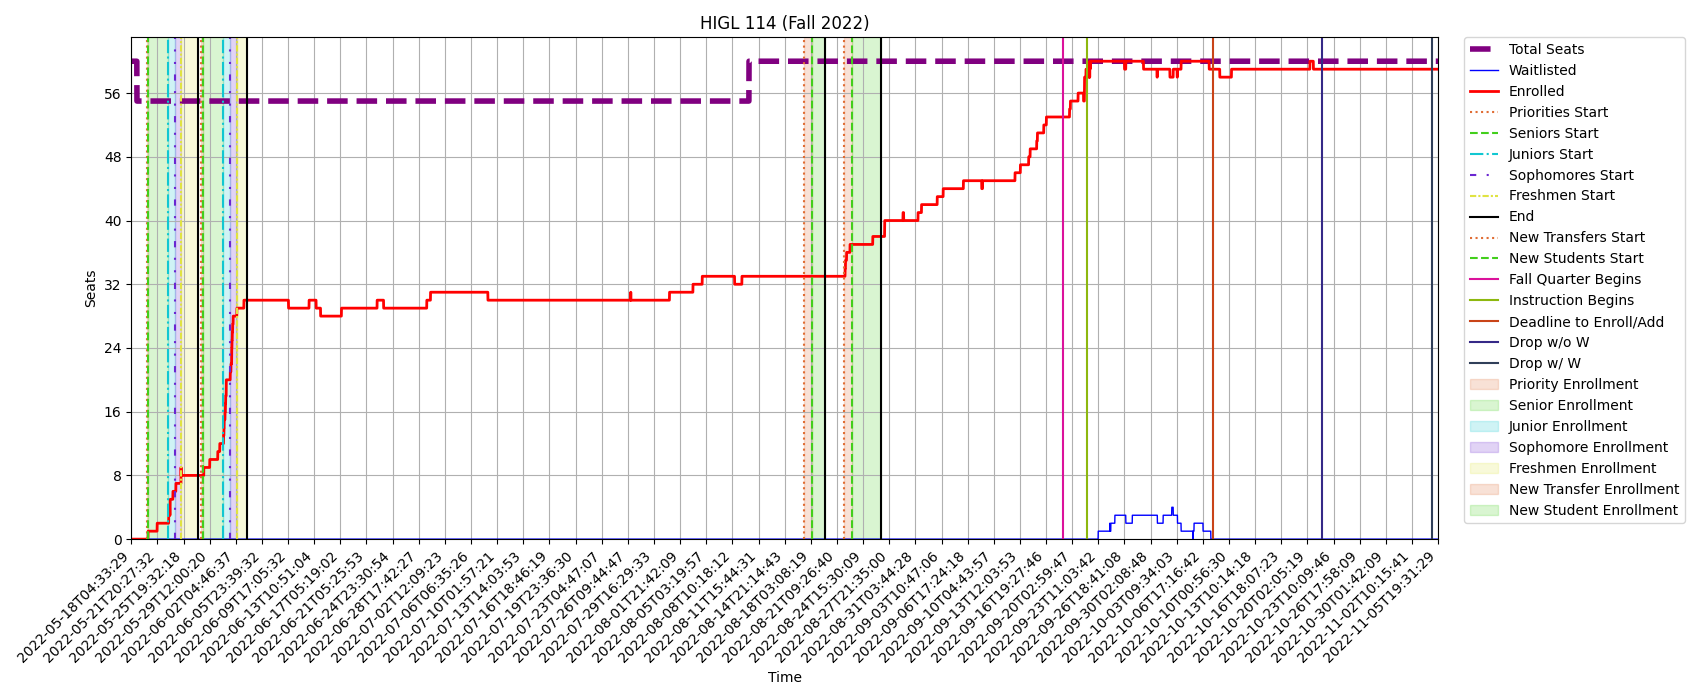 HIGL 114 (Fall 2022)
Seats
56
48
40
32
24
16
8
0
2022-05-18T04:33:29
2022-05-21T20:27:32
2022-05-25T19:32:18
2022-05-29T12:00:20
2022-06-02T04:46:37
2022-06-05T23:39:32
2022-06-09T17:05:32
2022-06-13T10:51:04
2022-06-17T05:19:02
2022-06-21T05:25:53
2022-06-24T23:30:54
2022-06-28T17:42:27
2022-07-02T12:09:23
2022-07-06T06:35:26
2022-07-10T01:57:21
2022-07-13T14:03:53
2022-07-16T18:46:19
2022-07-19T23:36:30
2022-07-23T04:47:07
2022-07-26T09:44:47
2022-07-29T16:29:33
2022-08-01T21:42:09
2022-08-05T03:19:57
2022-08-08T10:18:12
2022-08-11T15:44:31
2022-08-14T21:14:43
2022-08-18T03:08:19
2022-08-21T09:26:40
2022-08-24T15:30:09
2022-08-27T21:35:00
2022-08-31T03:44:28
2022-09-03T10:47:06
2022-09-06T17:24:18
2022-09-10T04:43:57
2022-09-13T12:03:53
2022-09-16T19:27:46
2022-09-20T02:59:47
2022-09-23T11:03:42
2022-09-26T18:41:08
2022-09-30T02:08:48
2022-10-03T09:34:03
2022-10-06T17:16:42
2022-10-10T00:56:30
2022-10-13T10:14:18
2022-10-16T18:07:23
2022-10-20T02:05:19
2022-10-23T10:09:46
2022-10-26T17:58:09
2022-10-30T01:42:09
2022-11-02T10:15:41
2022-11-05T19:31:29
Time
Total Seats
Waitlisted
Enrolled
Priorities Start
Seniors Start
Juniors Start
Sophomores Start
Freshmen Start
End
New Transfers Start
New Students Start
Fall Quarter Begins
Instruction Begins
Deadline to Enroll/Add
Drop w/o W
Drop w/ W
Priority Enrollment
Senior Enrollment
Junior Enrollment
Sophomore Enrollment
Freshmen Enrollment
New Transfer Enrollment
New Student Enrollment